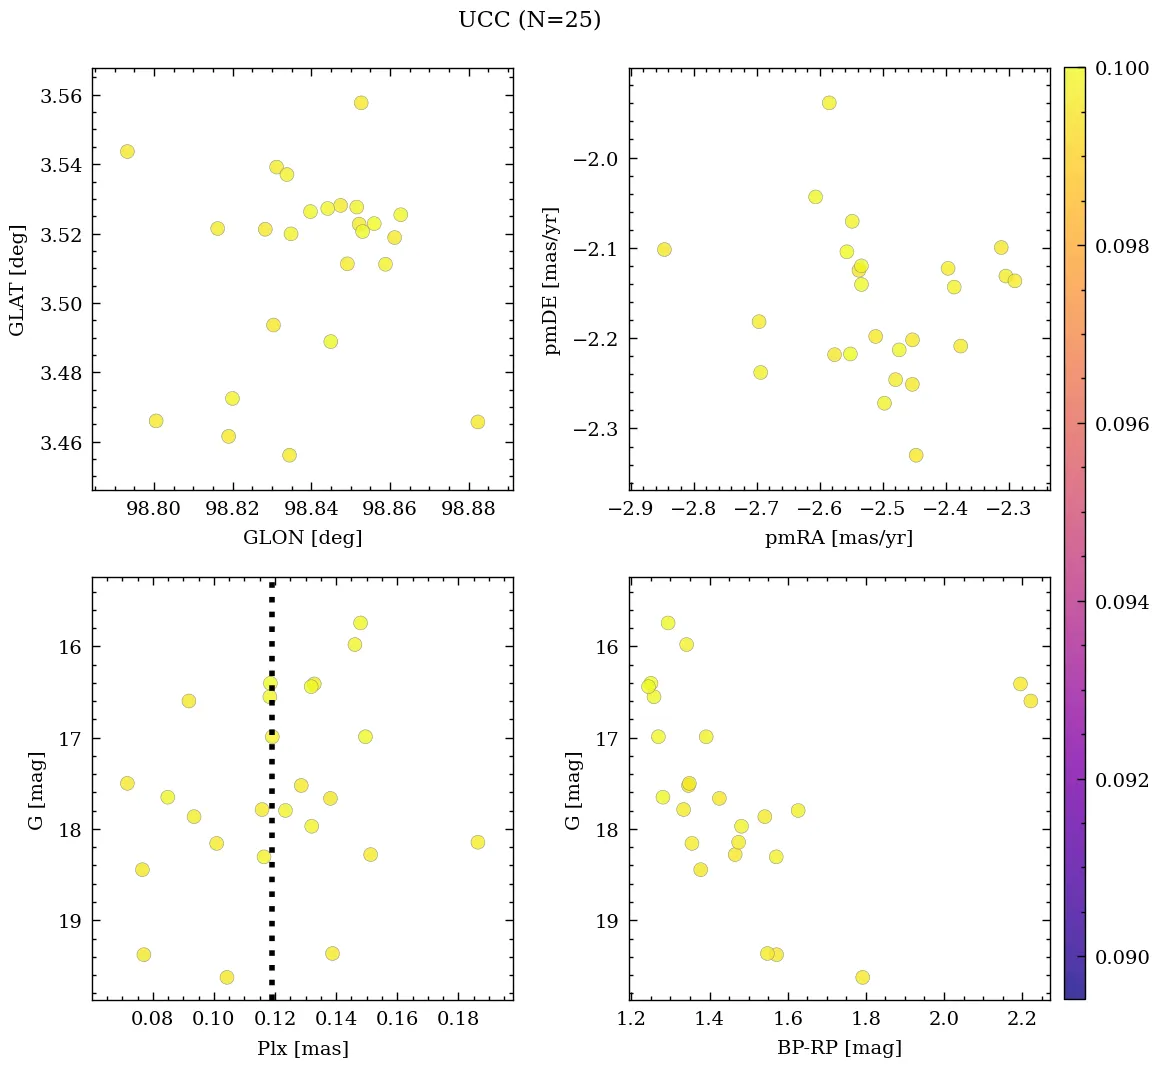 UCC (N=25)
3.56
3.54
3.52
3.50
3.48
3.46
GLAT [deg]
98.80 98.82 98.84 98.86 98.88
GLON [deg]
−2.0
−2.1
−2.2
−2.3
pmDE [mas/yr]
−2.9 −2.8 −2.7 −2.6 −2.5 −2.4 −2.3
pmRA [mas/yr]
16
17
18
19
G [mag]
0.08 0.10 0.12 0.14 0.16 0.18
Plx [mas]
16
17
18
19
G [mag]
1.2 1.4 1.6 1.8 2.0 2.2
BP-RP [mag]
0.100
0.098
0.096
0.094
0.092
0.090